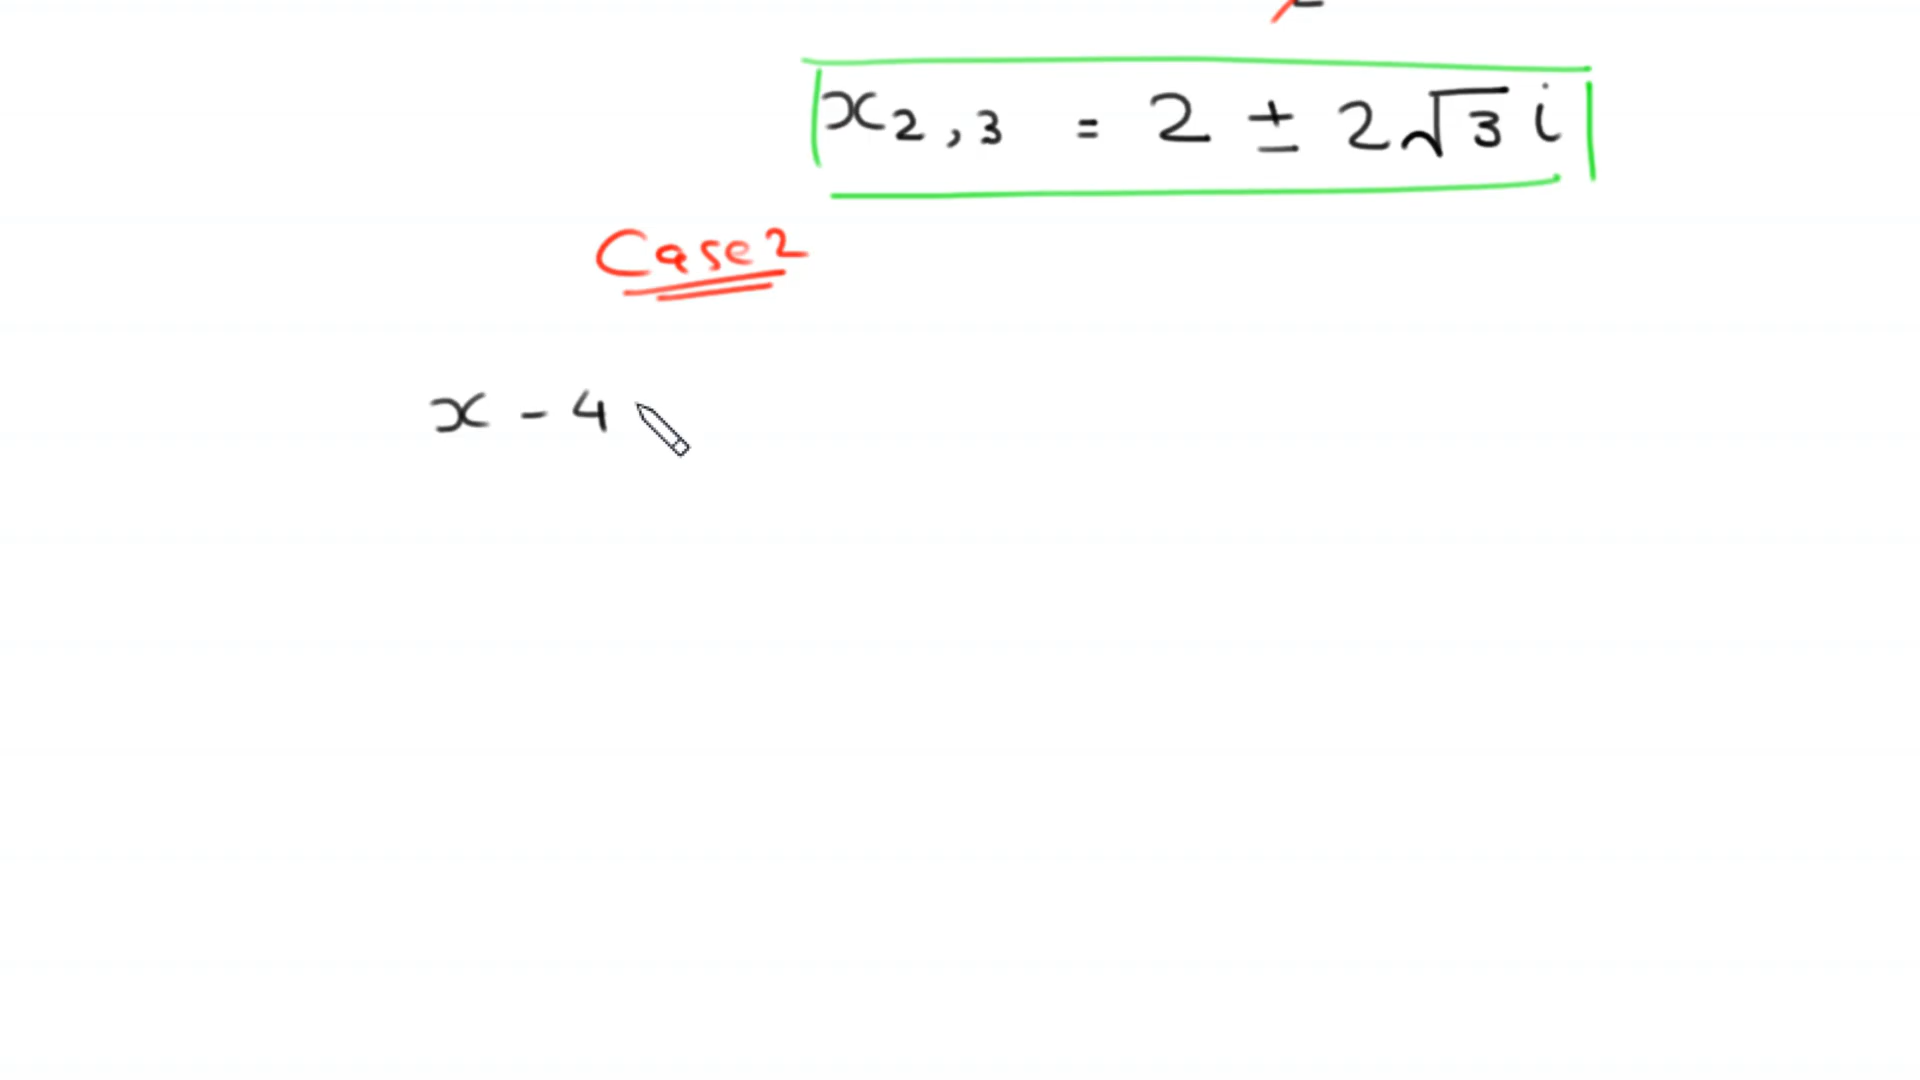 x₂,₃ = 2 ± 2√3 i
Case 2
x - 4